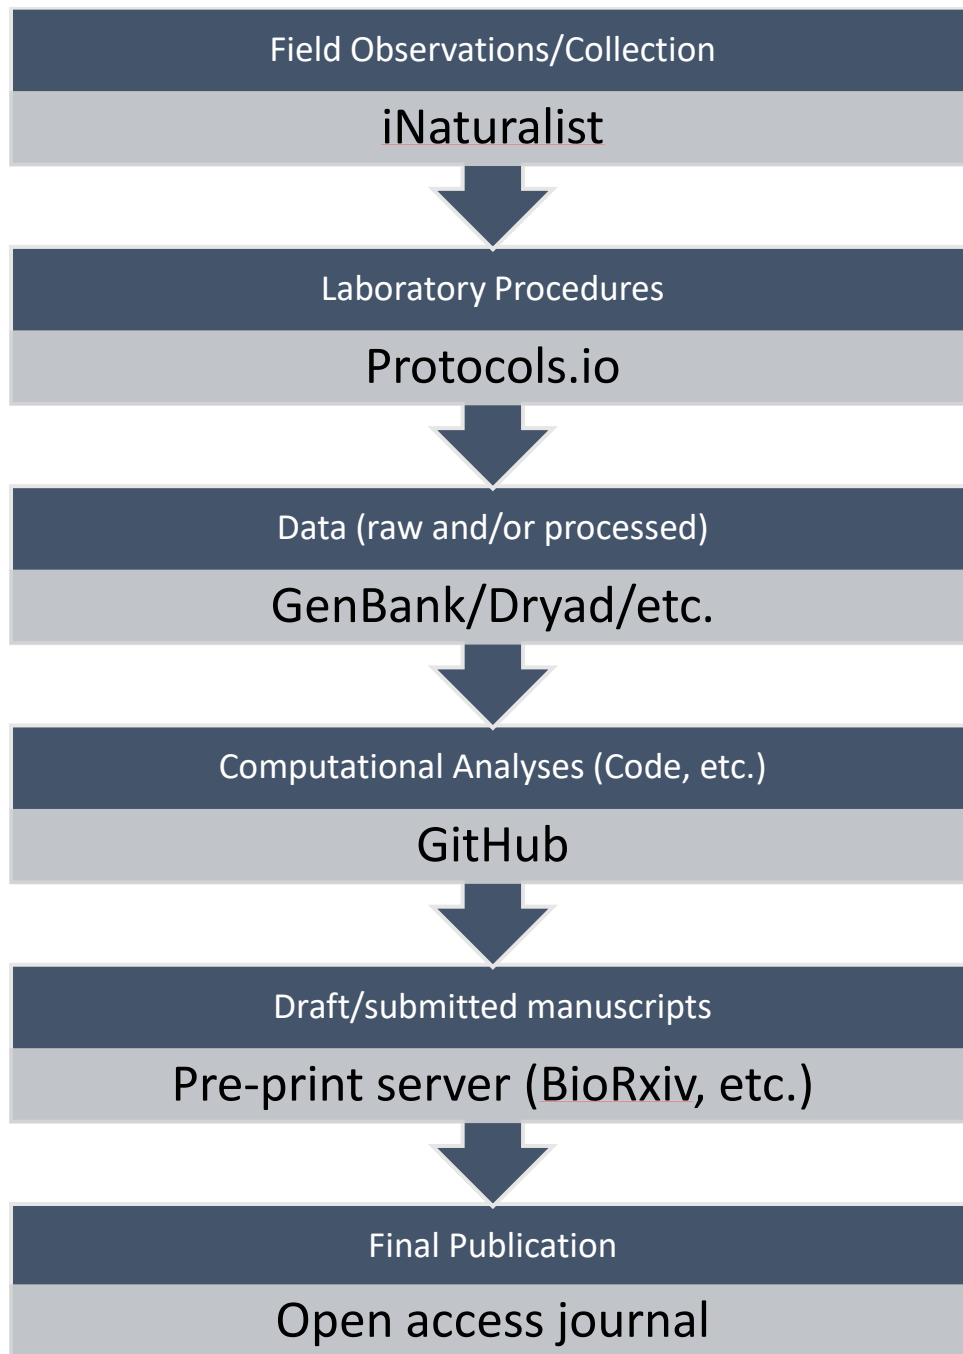 Field Observations/Collection
iNaturalist
Laboratory Procedures
Protocols.io
Data (raw and/or processed)
GenBank/Dryad/etc.
Computational Analyses (Code, etc.)
GitHub
Draft/submitted manuscripts
Pre-print server (BioRxiv, etc.)
Final Publication
Open access journal